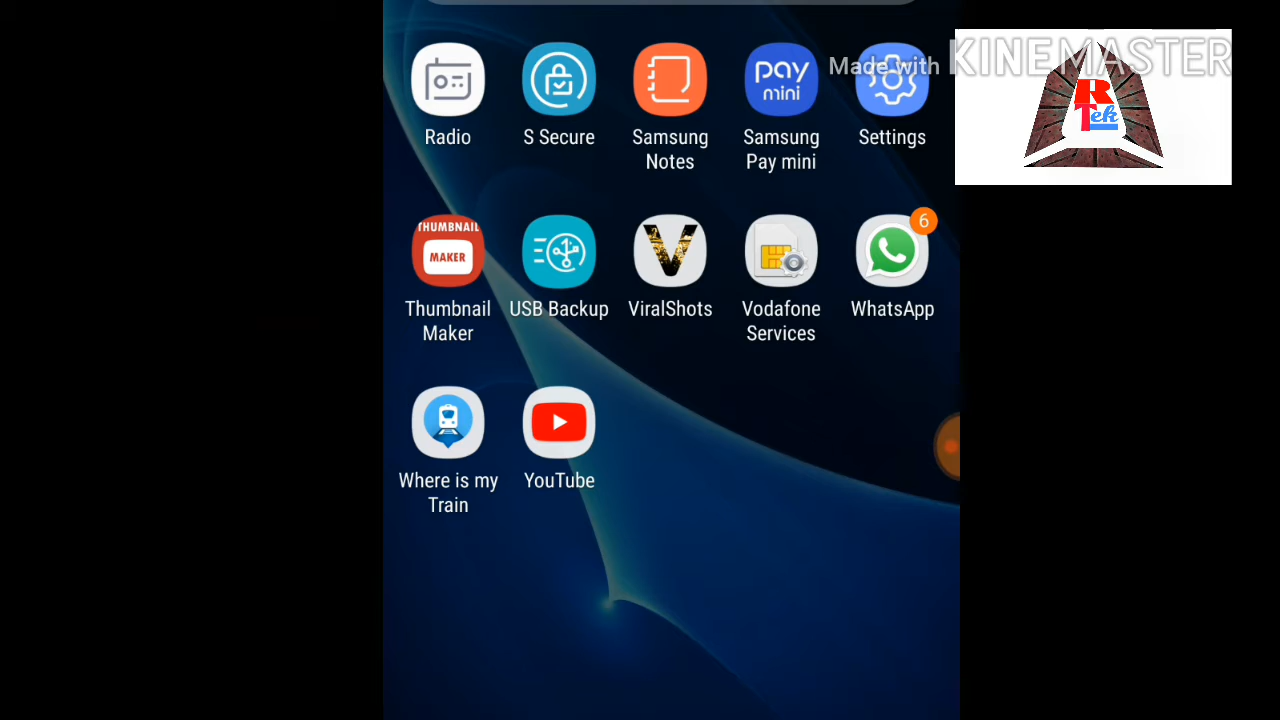 Made with KINEMASTER
R
Tek
pay
mini
Radio
S Secure
Samsung
Notes
Samsung
Pay mini
Settings
THUMBNAIL
MAKER
V
6
Thumbnail
Maker
USB Backup
ViralShots
Vodafone
Services
WhatsApp
Where is my
Train
YouTube